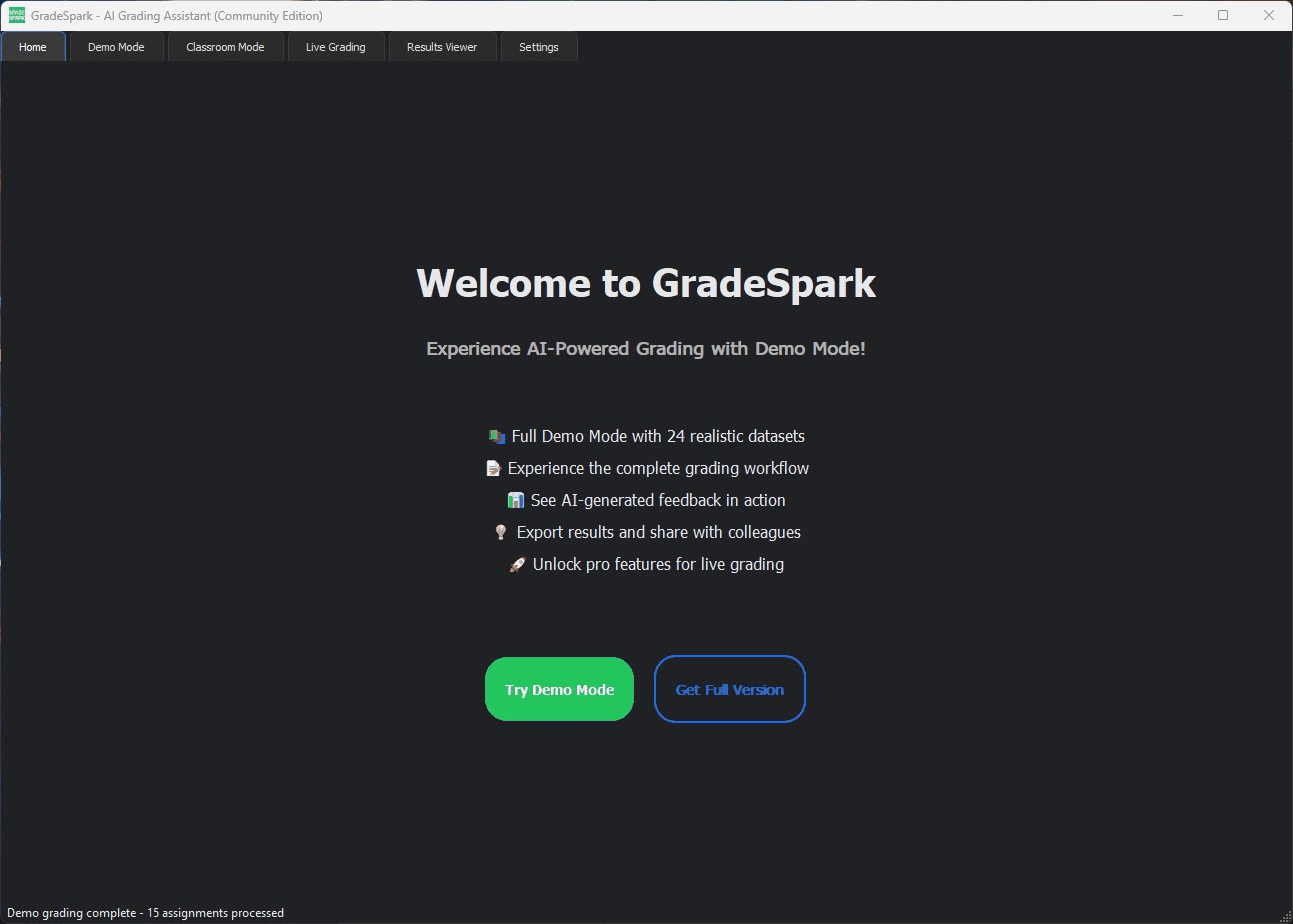 GradeSpark - AI Grading Assistant (Community Edition)
Home
Demo Mode
Classroom Mode
Live Grading
Results Viewer
Settings
Welcome to GradeSpark
Experience AI-Powered Grading with Demo Mode!
Full Demo Mode with 24 realistic datasets
Experience the complete grading workflow
See AI-generated feedback in action
Export results and share with colleagues
Unlock pro features for live grading
Try Demo Mode
Get Full Version
Demo grading complete - 15 assignments processed